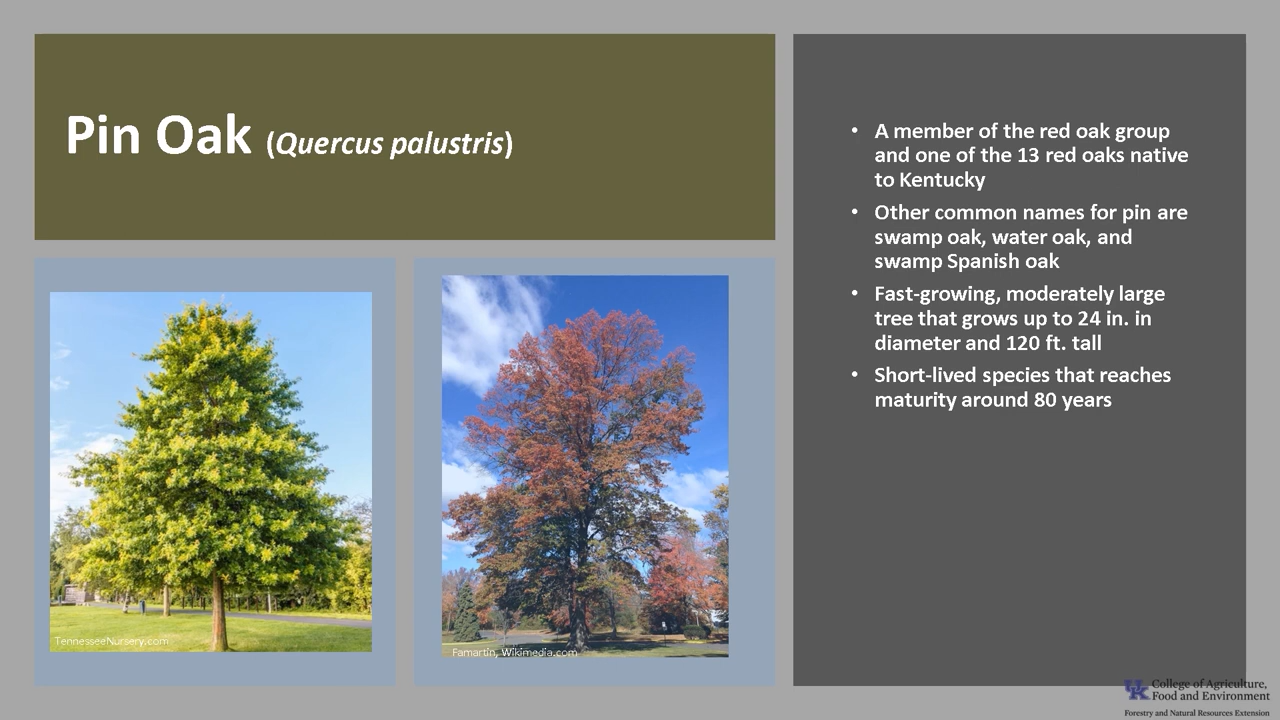 Pin Oak (Quercus palustris)
• A member of the red oak group
and one of the 13 red oaks native
to Kentucky
• Other common names for pin are
swamp oak, water oak, and
swamp Spanish oak
• Fast-growing, moderately large
tree that grows up to 24 in. in
diameter and 120 ft. tall
• Short-lived species that reaches
maturity around 80 years
TennesseeNursery.com
Famartin, Wikimedia.com
UK College of Agriculture,
Food and Environment
Forestry and Natural Resources Extension